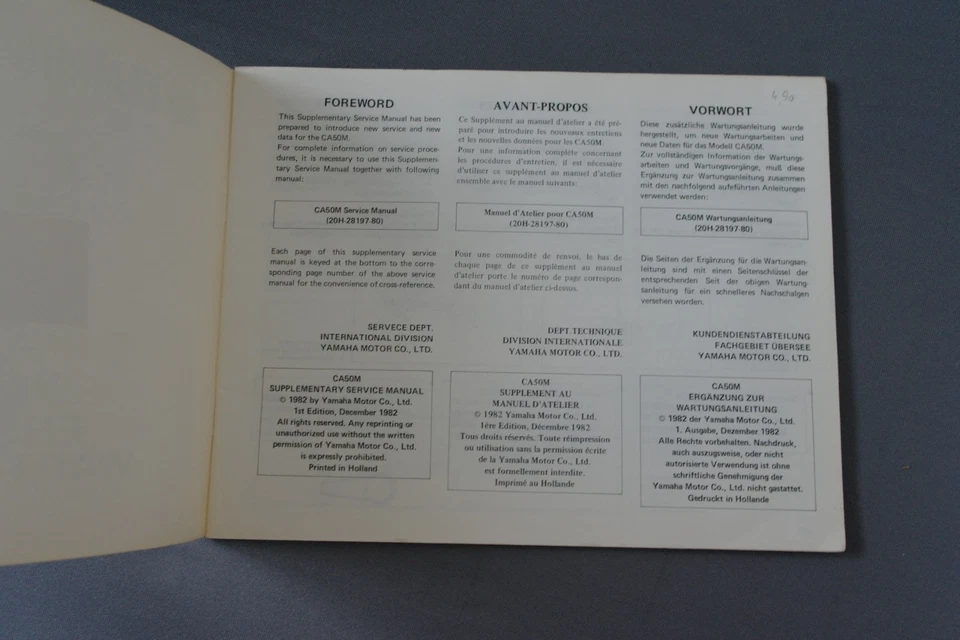 FOREWORD
This Supplementary Service Manual has been
prepared to introduce new service and new
data for the CA50M.
For complete information on service proce-
dures, it is necessary to use this Supplemen-
tary Service Manual together with following
manual:
CA50M Service Manual
(20H-28197-80)
Each page of this supplementary service
manual is keyed at the bottom to the corre-
sponding page number of the above service
manual for the convenience of cross-reference.
SERVECE DEPT.
INTERNATIONAL DIVISION
YAMAHA MOTOR CO., LTD.
CA50M
SUPPLEMENTARY SERVICE MANUAL
© 1982 by Yamaha Motor Co., Ltd.
1st Edition, December 1982
All rights reserved. Any reprinting or
unauthorized use without the written
permission of Yamaha Motor Co., Ltd.
is expressly prohibited.
Printed in Holland
AVANT-PROPOS
Ce Supplément au manuel d'atelier a été pré-
paré pour introduire les nouveaux entretiens
et les nouvelles données pour les CA50M.
Pour une information complete concernant
les procédures d'entretien, il est nécessaire
d'utiliser ce supplément au manuel d'atelier
ensemble avec le manuel suivants:
Manuel d'Atelier pour CA50M
(20H-28197-80)
Pour une commodité de renvoi, le bas de
chaque page de ce supplément au manuel
d'atelier porte le numéro de page correspon-
dant du manuel d'atelier ci-dessus.
DEPT. TECHNIQUE
DIVISION INTERNATIONALE
YAMAHA MOTOR CO., LTD.
CA50M
SUPPLEMENT AU
MANUEL D'ATELIER
© 1982 Yamaha Motor Co., Ltd.
1ère Edition, Décembre 1982
Tous droits réservés. Toute réimpression
ou utilisation sans la permission écrite
de la Yamaha Motor Co., Ltd.
est formellement interdite.
Imprimé au Hollande
4,90
VORWORT
Diese zusätzliche Wartungsanleitung wurde
hergestellt, um neue Wartungsarbeiten und
neue Daten für das Modell CA50M.
Zur vollständigen Information der Wartungs-
arbeiten und Wartungsvorgänge, muß diese
Ergänzung zur Wartungsanleitung zusammen
mit den nachfolgend aufeführten Anleitungen
verwendet werden:
CA50M Wartungsanleitung
(20H-28197-80)
Die Seiten der Ergänzung für die Wartungsan-
leitung sind mit einen Seitenschlüssel der
entsprechenden Seit der obigen Wartung-
sanleitung für ein schnelleres Nachschalgen
versehen worden.
KUNDENDIENSTABTEILUNG
FACHGEBIET ÜBERSEE
YAMAHA MOTOR CO., LTD.
CA50M
ERGÄNZUNG ZUR
WARTUNGSANLEITUNG
© 1982 der Yamaha Motor Co., Ltd.
1. Ausgabe, Dezember 1982
Alle Rechte vorbehalten. Nachdruck,
auch auszugsweise, oder nicht
autorisierte Verwendung ist ohne
schriftliche Genehmigung der
Yamaha Motor Co., Ltd. nicht gastattet.
Gedruckt in Hollande